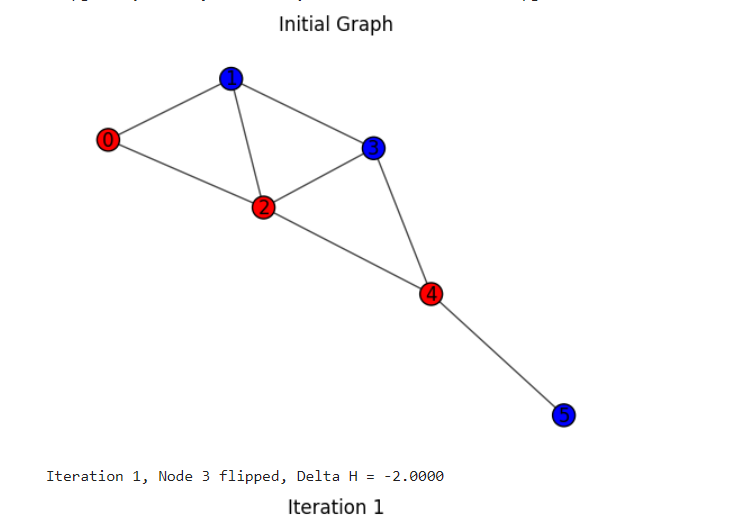 Initial Graph
1
0
3
2
4
5
Iteration 1, Node 3 flipped, Delta H = -2.0000
Iteration 1